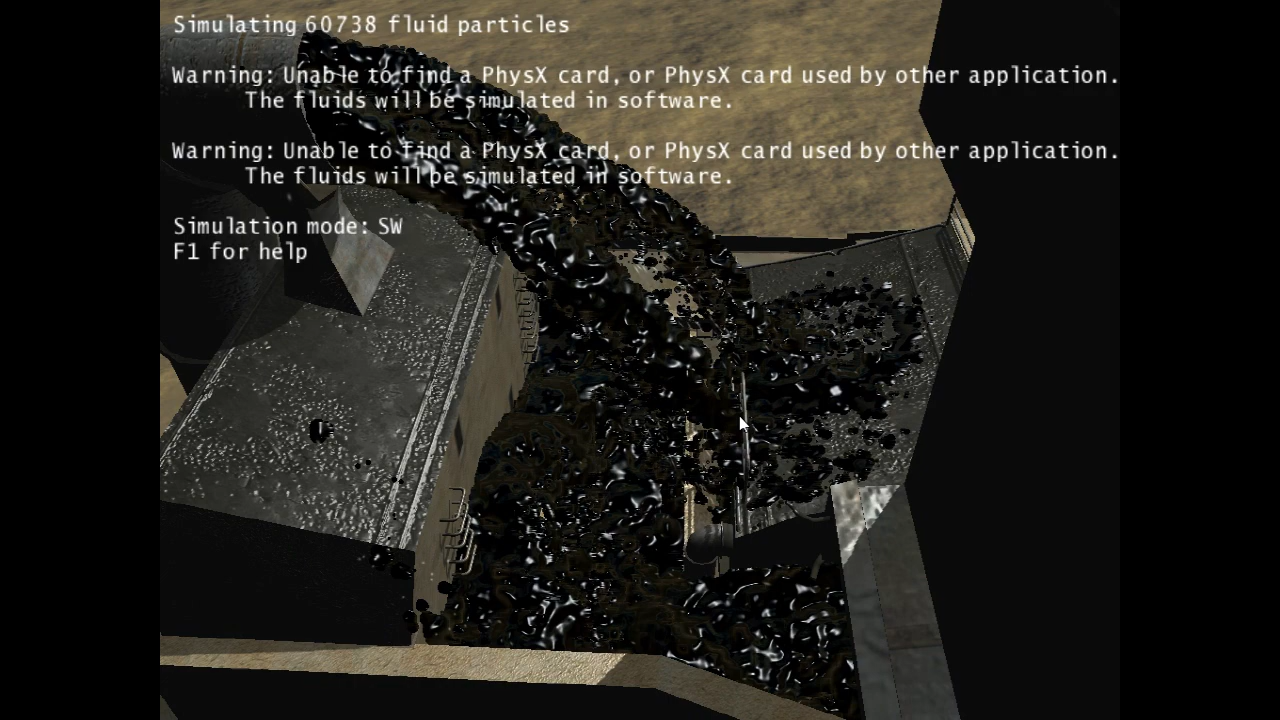 Simulating 60738 fluid particles
Warning: Unable to find a PhysX card, or PhysX card used by other application.
The fluids will be simulated in software.
Warning: Unable to find a PhysX card, or PhysX card used by other application.
The fluids will be simulated in software.
Simulation mode: SW
F1 for help